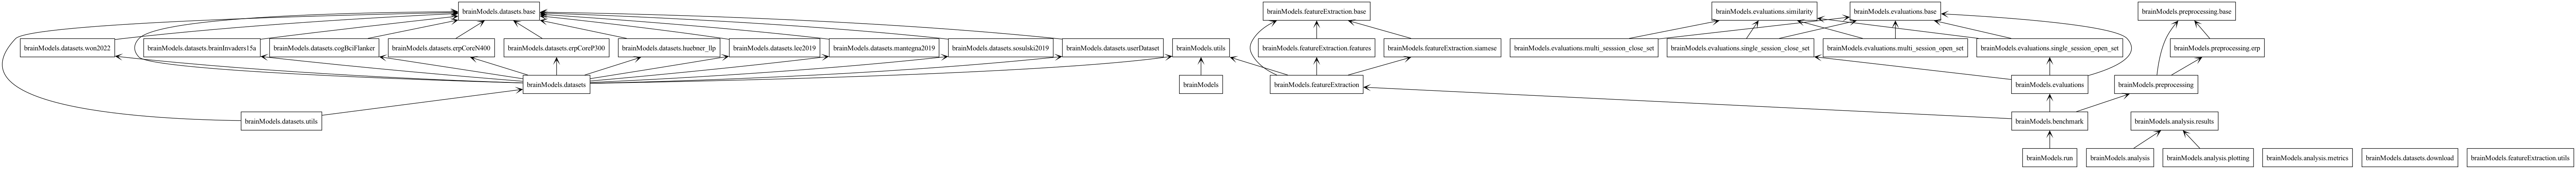 brainModels.datasets.base
brainModels.featureExtraction.base
brainModels.evaluations.similarity
brainModels.evaluations.base
brainModels.preprocessing.base
brainModels.datasets.won2022
brainModels.datasets.brainInvaders15a
brainModels.datasets.cogBciFlanker
brainModels.datasets.erpCoreN400
brainModels.datasets.erpCoreP300
brainModels.datasets.huebner_llp
brainModels.datasets.lee2019
brainModels.datasets.mantegna2019
brainModels.datasets.sosulski2019
brainModels.datasets.userDataset
brainModels.utils
brainModels.featureExtraction.features
brainModels.featureExtraction.siamese
brainModels.evaluations.multi_sesssion_close_set
brainModels.evaluations.single_session_close_set
brainModels.evaluations.multi_session_open_set
brainModels.evaluations.single_session_open_set
brainModels.preprocessing.erp
brainModels.datasets
brainModels
brainModels.featureExtraction
brainModels.evaluations
brainModels.preprocessing
brainModels.datasets.utils
brainModels.benchmark
brainModels.analysis.results
brainModels.run
brainModels.analysis
brainModels.analysis.plotting
brainModels.analysis.metrics
brainModels.datasets.download
brainModels.featureExtraction.utils